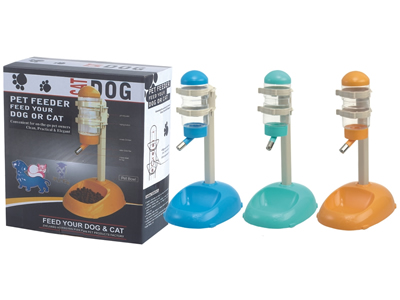 CAT
DOG
PET FEEDER
FEED YOUR
DOG OR CAT
Convenient for on-the-go pet owners
Clean, Practical & Elegant
FEED YOUR DOG & CAT